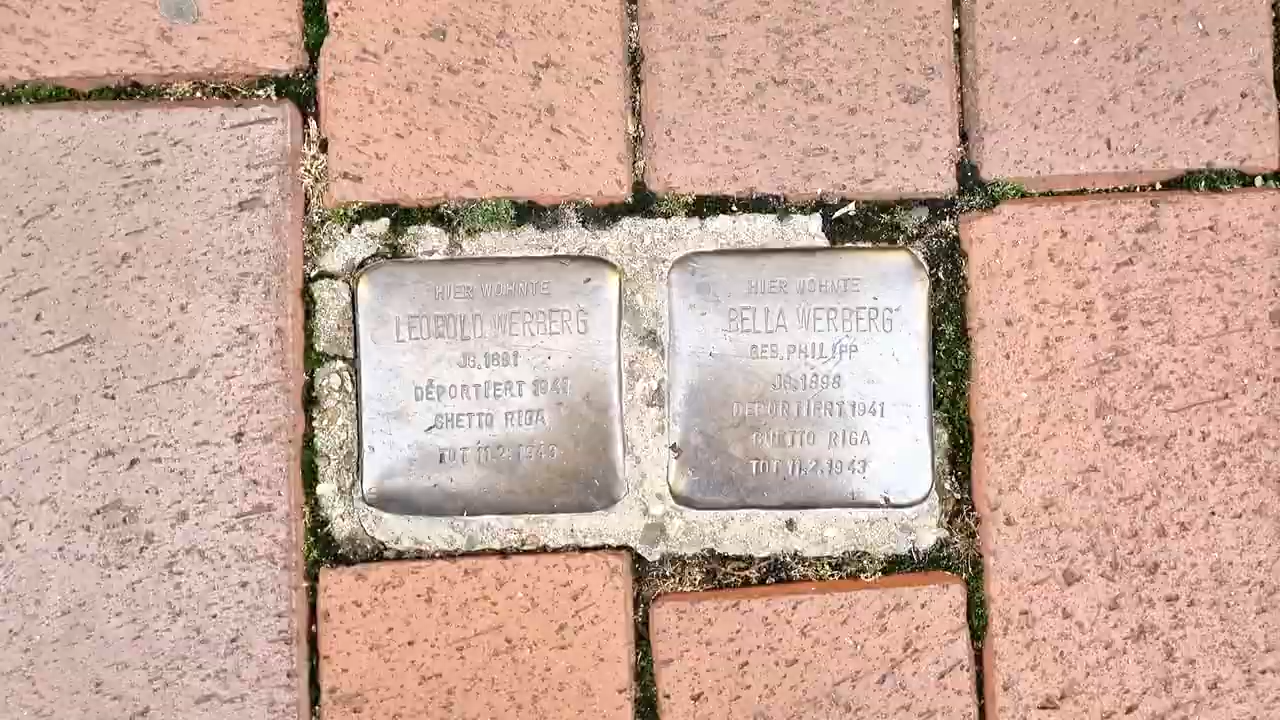 HIER WOHNTE
LEOPOLD WERBERG
JG. 1891
DEPORTIERT 1941
GHETTO RIGA
TOT 11.2.1943
HIER WOHNTE
BELLA WERBERG
GEB. PHILIPP
JG. 1898
DEPORTIERT 1941
GHETTO RIGA
TOT 11.2.1943